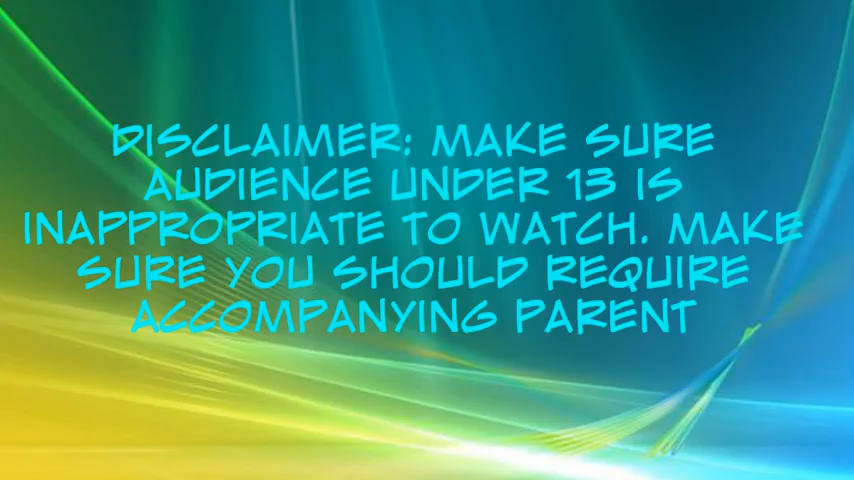 DISCLAIMER: MAKE SURE
AUDIENCE UNDER 13 IS
INAPPROPRIATE TO WATCH. MAKE
SURE YOU SHOULD REQUIRE
ACCOMPANYING PARENT